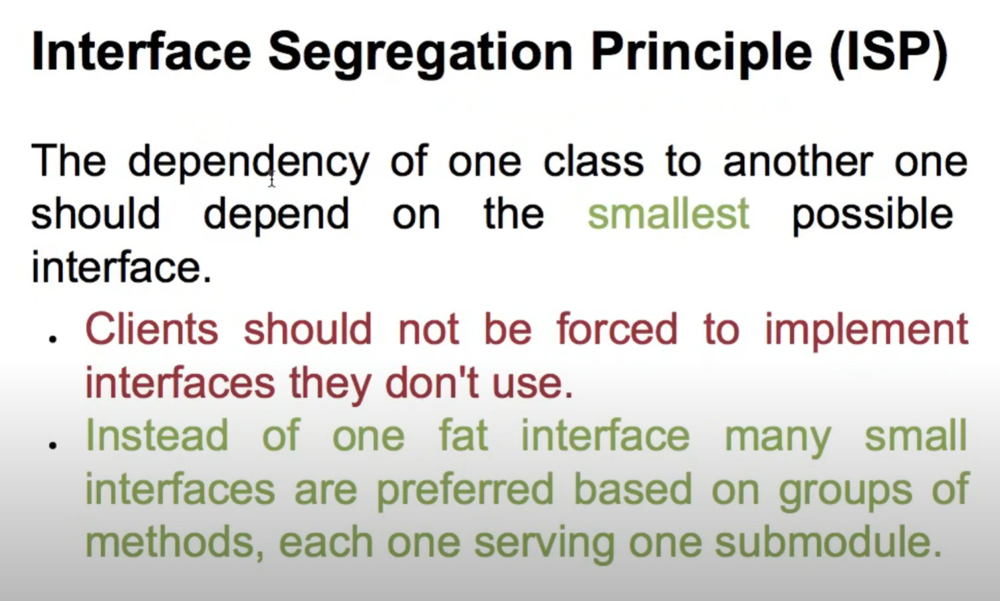 Interface Segregation Principle (ISP)
The dependency of one class to another one
should depend on the smallest possible
interface.
. Clients should not be forced to implement
interfaces they don't use.
. Instead of one fat interface many small
interfaces are preferred based on groups of
methods, each one serving one submodule.